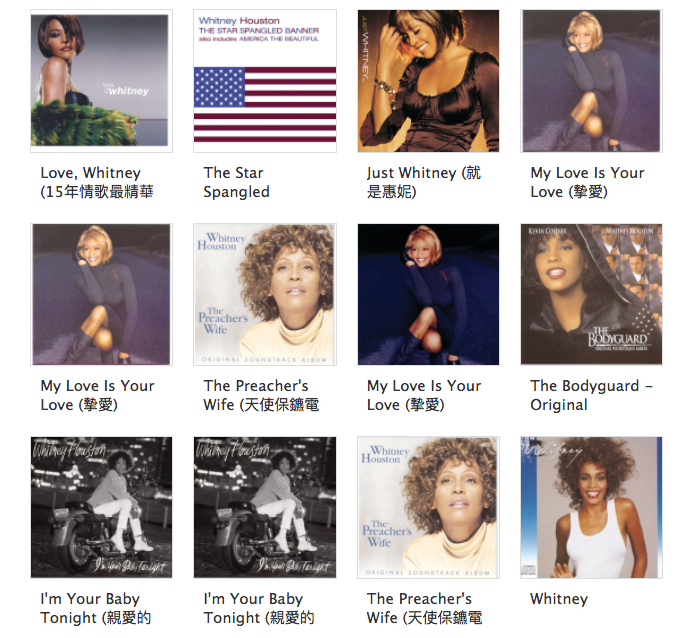 love,
whitney
Whitney Houston
THE STAR SPANGLED BANNER
also includes AMERICA THE BEAUTIFUL
JUST WHITNEY
Love, Whitney
(15年情歌最精華
The Star
Spangled
Just Whitney (就
是惠妮)
My Love Is Your
Love (摯愛)
Whitney
Houston
The
Preacher's
Wife
ORIGINAL SOUNDTRACK ALBUM
KEVIN COSTNER
WHITNEY HOUSTON
THE
BODYGUARD
ORIGINAL SOUNDTRACK ALBUM
My Love Is Your
Love (摯愛)
The Preacher's
Wife (天使保鑣電
My Love Is Your
Love (摯愛)
The Bodyguard –
Original
Whitney Houston
I'm Your Baby Tonight
Whitney Houston
I'm Your Baby Tonight
Whitney
Houston
The
Preacher's
Wife
ORIGINAL SOUNDTRACK ALBUM
Whitney
I'm Your Baby
Tonight (親愛的
I'm Your Baby
Tonight (親愛的
The Preacher's
Wife (天使保鑣電
Whitney